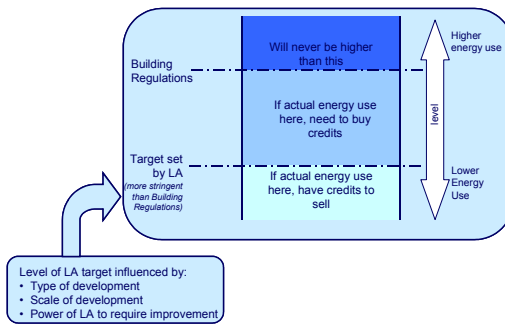 Will never be higher
than this
Higher
energy use
Building
Regulations
If actual energy use
here, need to buy
credits
level
Target set
by LA
(more stringent
than Building
Regulations)
If actual energy use
here, have credits to
sell
Lower
Energy
Use
Level of LA target influenced by:
• Type of development
• Scale of development
• Power of LA to require improvement